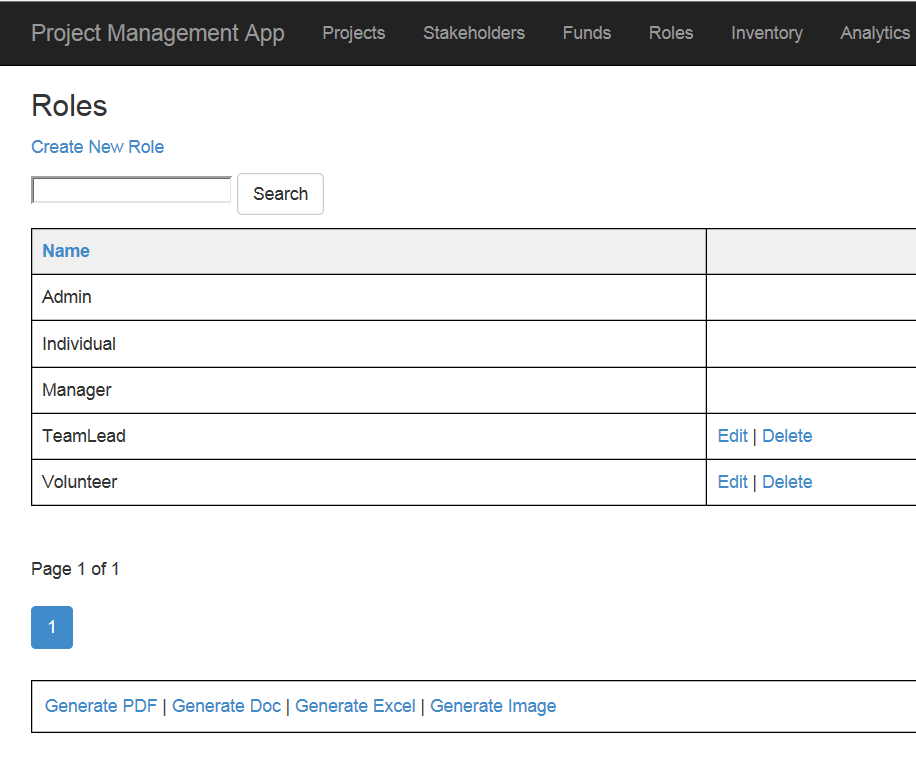 Project Management App Projects Stakeholders Funds Roles Inventory Analytics
Roles
Create New Role
Search
Name
Admin
Individual
Manager
TeamLead Edit | Delete
Volunteer Edit | Delete
Page 1 of 1
1
Generate PDF | Generate Doc | Generate Excel | Generate Image